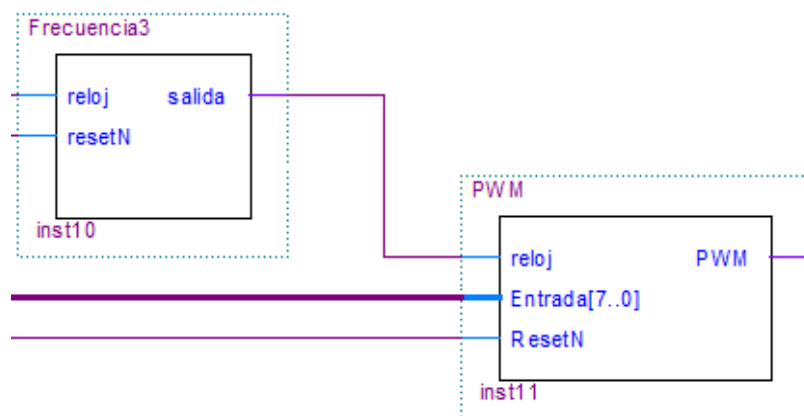 Frecuencia3
reloj salida
resetN
inst10
PWM
reloj PWM
Entrada[7..0]
ResetN
inst11